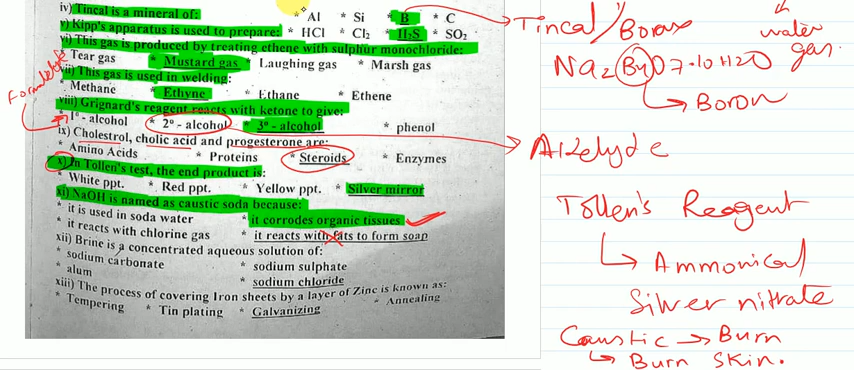 iv) Tincal is a mineral of: * Al * Si * B * C
v) Kipp's apparatus is used to prepare: * HCl * Cl₂ * H₂S * SO₂
vi) This gas is produced by treating ethene with sulphur monochloride:
* Tear gas * Mustard gas * Laughing gas * Marsh gas
vii) This gas is used in welding:
* Methane * Ethyne * Ethane * Ethene
viii) Grignard's reagent reacts with ketone to give:
* 1° - alcohol * 2° - alcohol * 3° - alcohol * phenol
ix) Cholestrol, cholic acid and progesterone are:
* Amino Acids * Proteins * Steroids * Enzymes
x) In Tollen's test, the end product is:
* White ppt. * Red ppt. * Yellow ppt. * Silver mirror
xi) NaOH is named as caustic soda because:
* it is used in soda water * it corrodes organic tissues
* it reacts with chlorine gas * it reacts with fats to form soap
xii) Brine is a concentrated aqueous solution of:
* sodium carbonate * sodium sulphate
* alum * sodium chloride
xiii) The process of covering Iron sheets by a layer of Zinc is known as:
* Tempering * Tin plating * Galvanizing * Annealing
water
gas.
Tincal/Borax
Na2B4O7.10H2O
Boron
Alkelyde
Tollen's Reagent
Ammonical
Silver nitrate
Caustic → Burn
Burn skin.